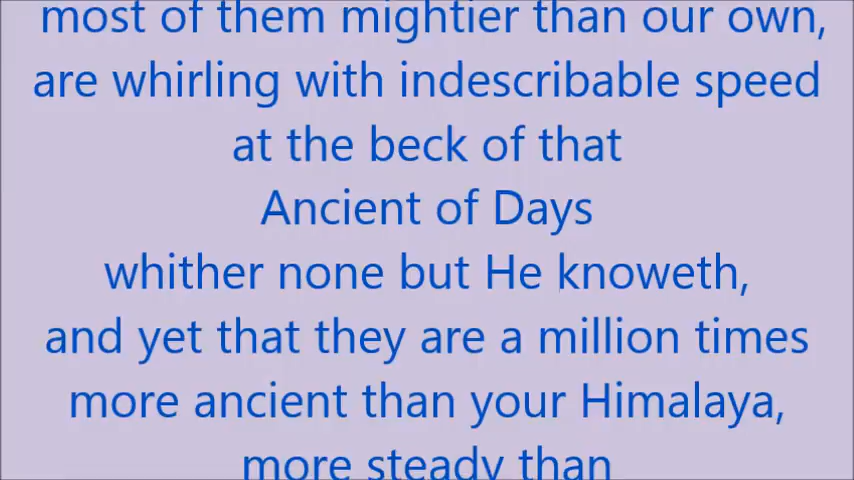 most of them mightier than our own,
are whirling with indescribable speed
at the beck of that
Ancient of Days
whither none but He knoweth,
and yet that they are a million times
more ancient than your Himalaya,
more steady than